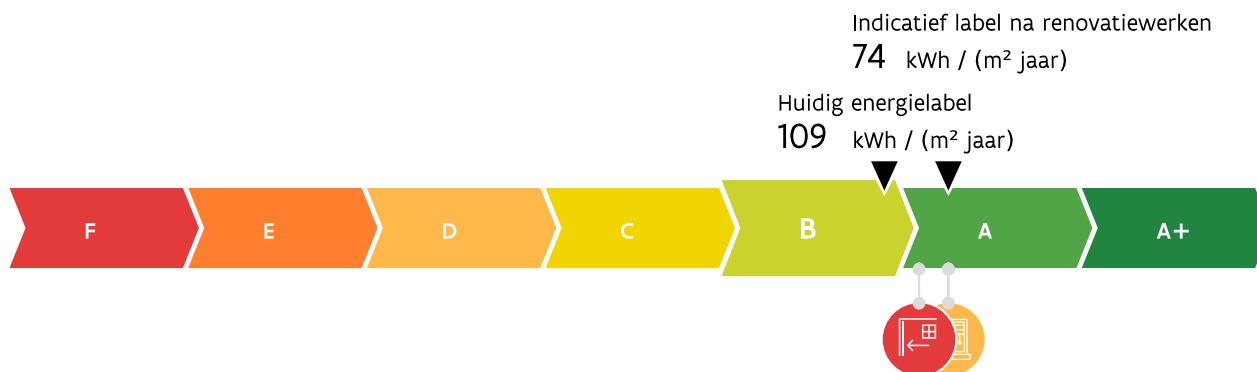 Indicatief label na renovatiewerken
74 kWh / (m² jaar)
Huidig energielabel
109 kWh / (m² jaar)
F E D C B A A+